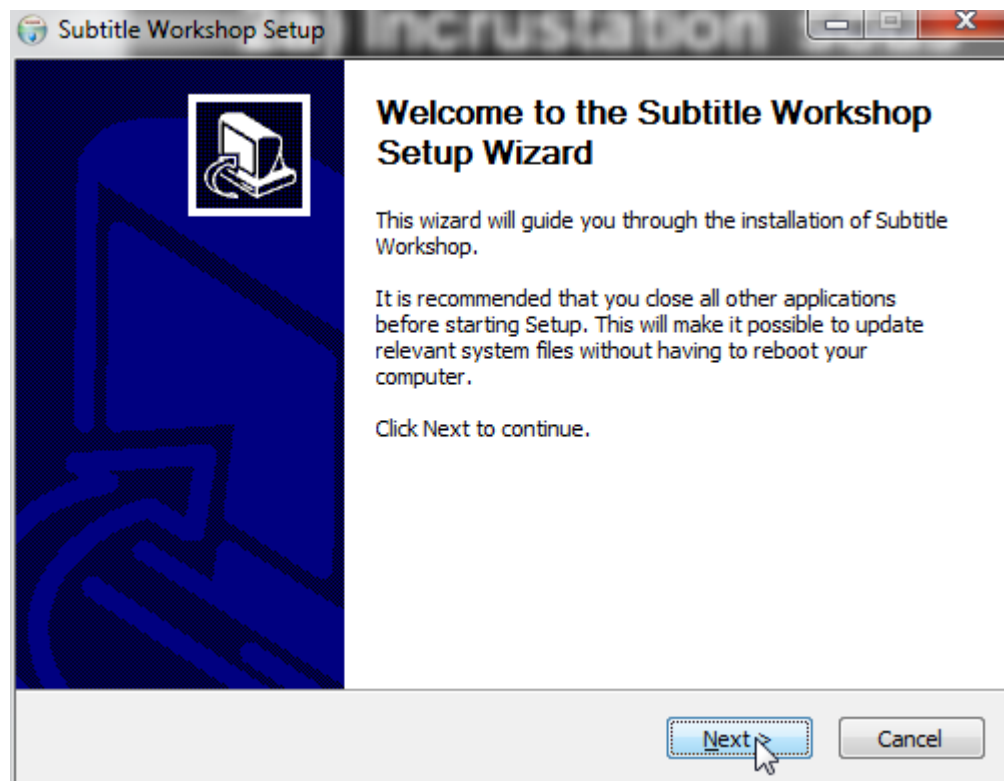 Subtitle Workshop Setup
Incrustation
Welcome to the Subtitle Workshop
Setup Wizard
This wizard will guide you through the installation of Subtitle
Workshop.
It is recommended that you close all other applications
before starting Setup. This will make it possible to update
relevant system files without having to reboot your
computer.
Click Next to continue.
Next >
Cancel